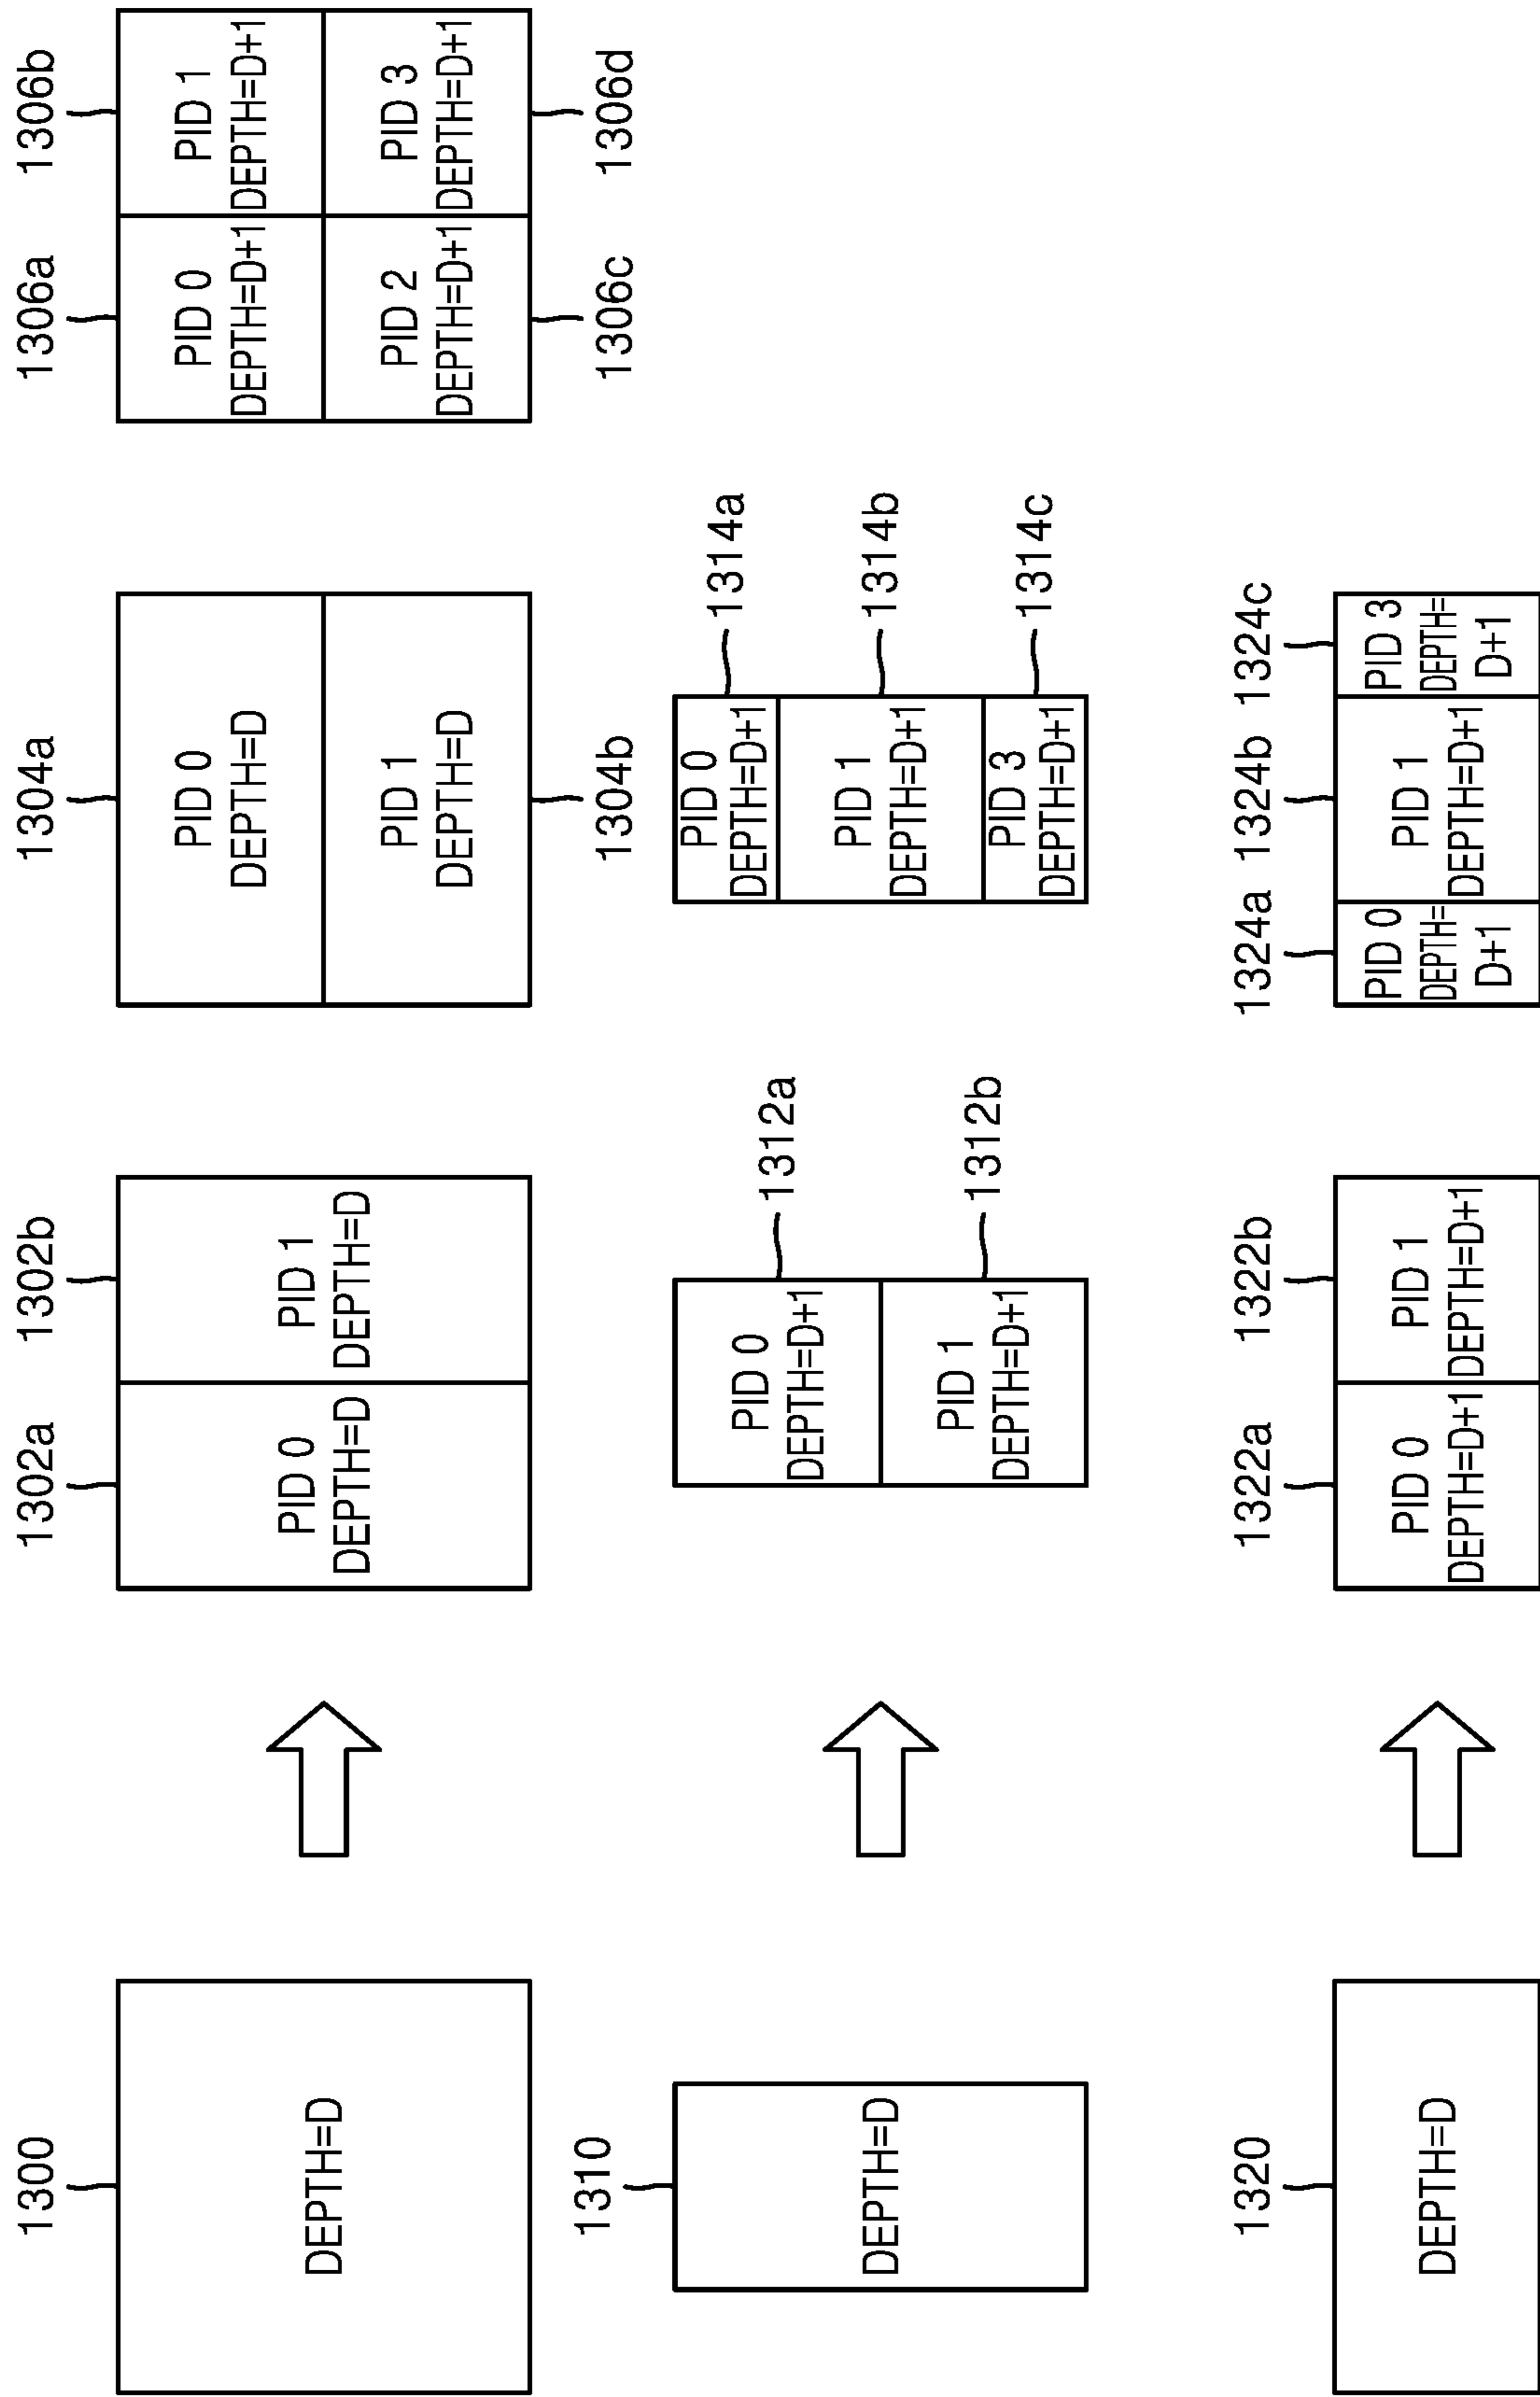 1300
DEPTH=D
1302a
1302b
PID 0
DEPTH=D
PID 1
DEPTH=D
1304a
PID 0
DEPTH=D
PID 1
DEPTH=D
1304b
1306a
1306b
PID 0
DEPTH=D+1
PID 1
DEPTH=D+1
PID 2
DEPTH=D+1
PID 3
DEPTH=D+1
1306c
1306d
1310
DEPTH=D
PID 0
DEPTH=D+1
1312a
PID 1
DEPTH=D+1
1312b
PID 0
DEPTH=D+1
1314a
PID 1
DEPTH=D+1
1314b
PID 3
DEPTH=D+1
1314c
1320
DEPTH=D
1322a
1322b
PID 0
DEPTH=D+1
PID 1
DEPTH=D+1
1324a
1324b
1324c
PID 0
DEPTH=
D+1
PID 1
DEPTH=D+1
PID 3
DEPTH=
D+1